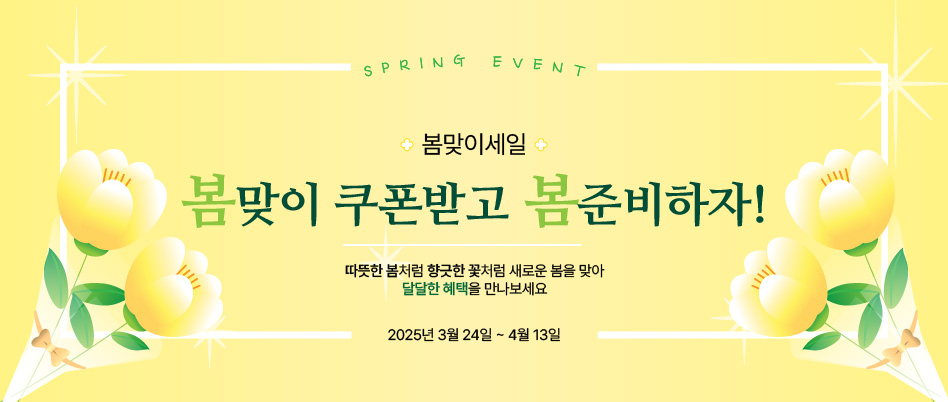 SPRING EVENT
봄맞이세일
봄맞이 쿠폰받고 봄준비하자!
따뜻한 봄처럼 향긋한 꽃처럼 새로운 봄을 맞아
달달한 혜택을 만나보세요
2025년 3월 24일 ~ 4월 13일